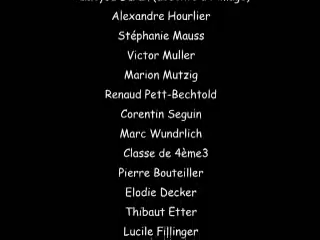 Alexandre Hourlier
Stéphanie Mauss
Victor Muller
Marion Mutzig
Renaud Pett-Bechtold
Corentin Seguin
Marc Wundrlich
Classe de 4ème3
Pierre Bouteiller
Elodie Decker
Thibaut Etter
Lucile Fillinger